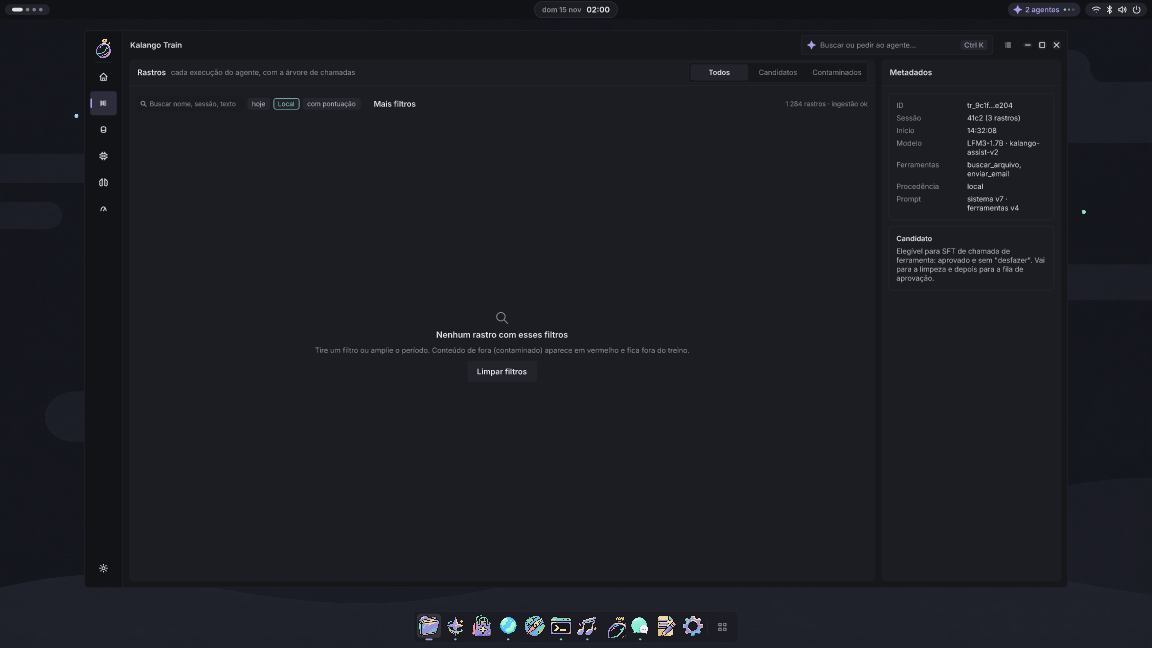 dom 15 nov 02:00
2 agentes
Kalango Train
Buscar ou pedir ao agente...
Ctrl K
Rastros cada execução do agente, com a árvore de chamadas
Todos
Candidatos
Contaminados
Buscar nome, sessão, texto
hoje
Local
com pontuação
Mais filtros
1 284 rastros · ingestão ok
Nenhum rastro com esses filtros
Tire um filtro ou amplie o período. Conteúdo de fora (contaminado) aparece em vermelho e fica fora do treino.
Limpar filtros
Metadados
ID tr_9c1f...e204
Sessão 41c2 (3 rastros)
Início 14:32:08
Modelo LFM3-1.7B · kalango-
assist-v2
Ferramentas buscar_arquivo,
enviar_email
Procedência local
Prompt sistema v7 ·
ferramentas v4
Candidato
Elegível para SFT de chamada de
ferramenta: aprovado e sem "desfazer". Vai
para a limpeza e depois para a fila de
aprovação.